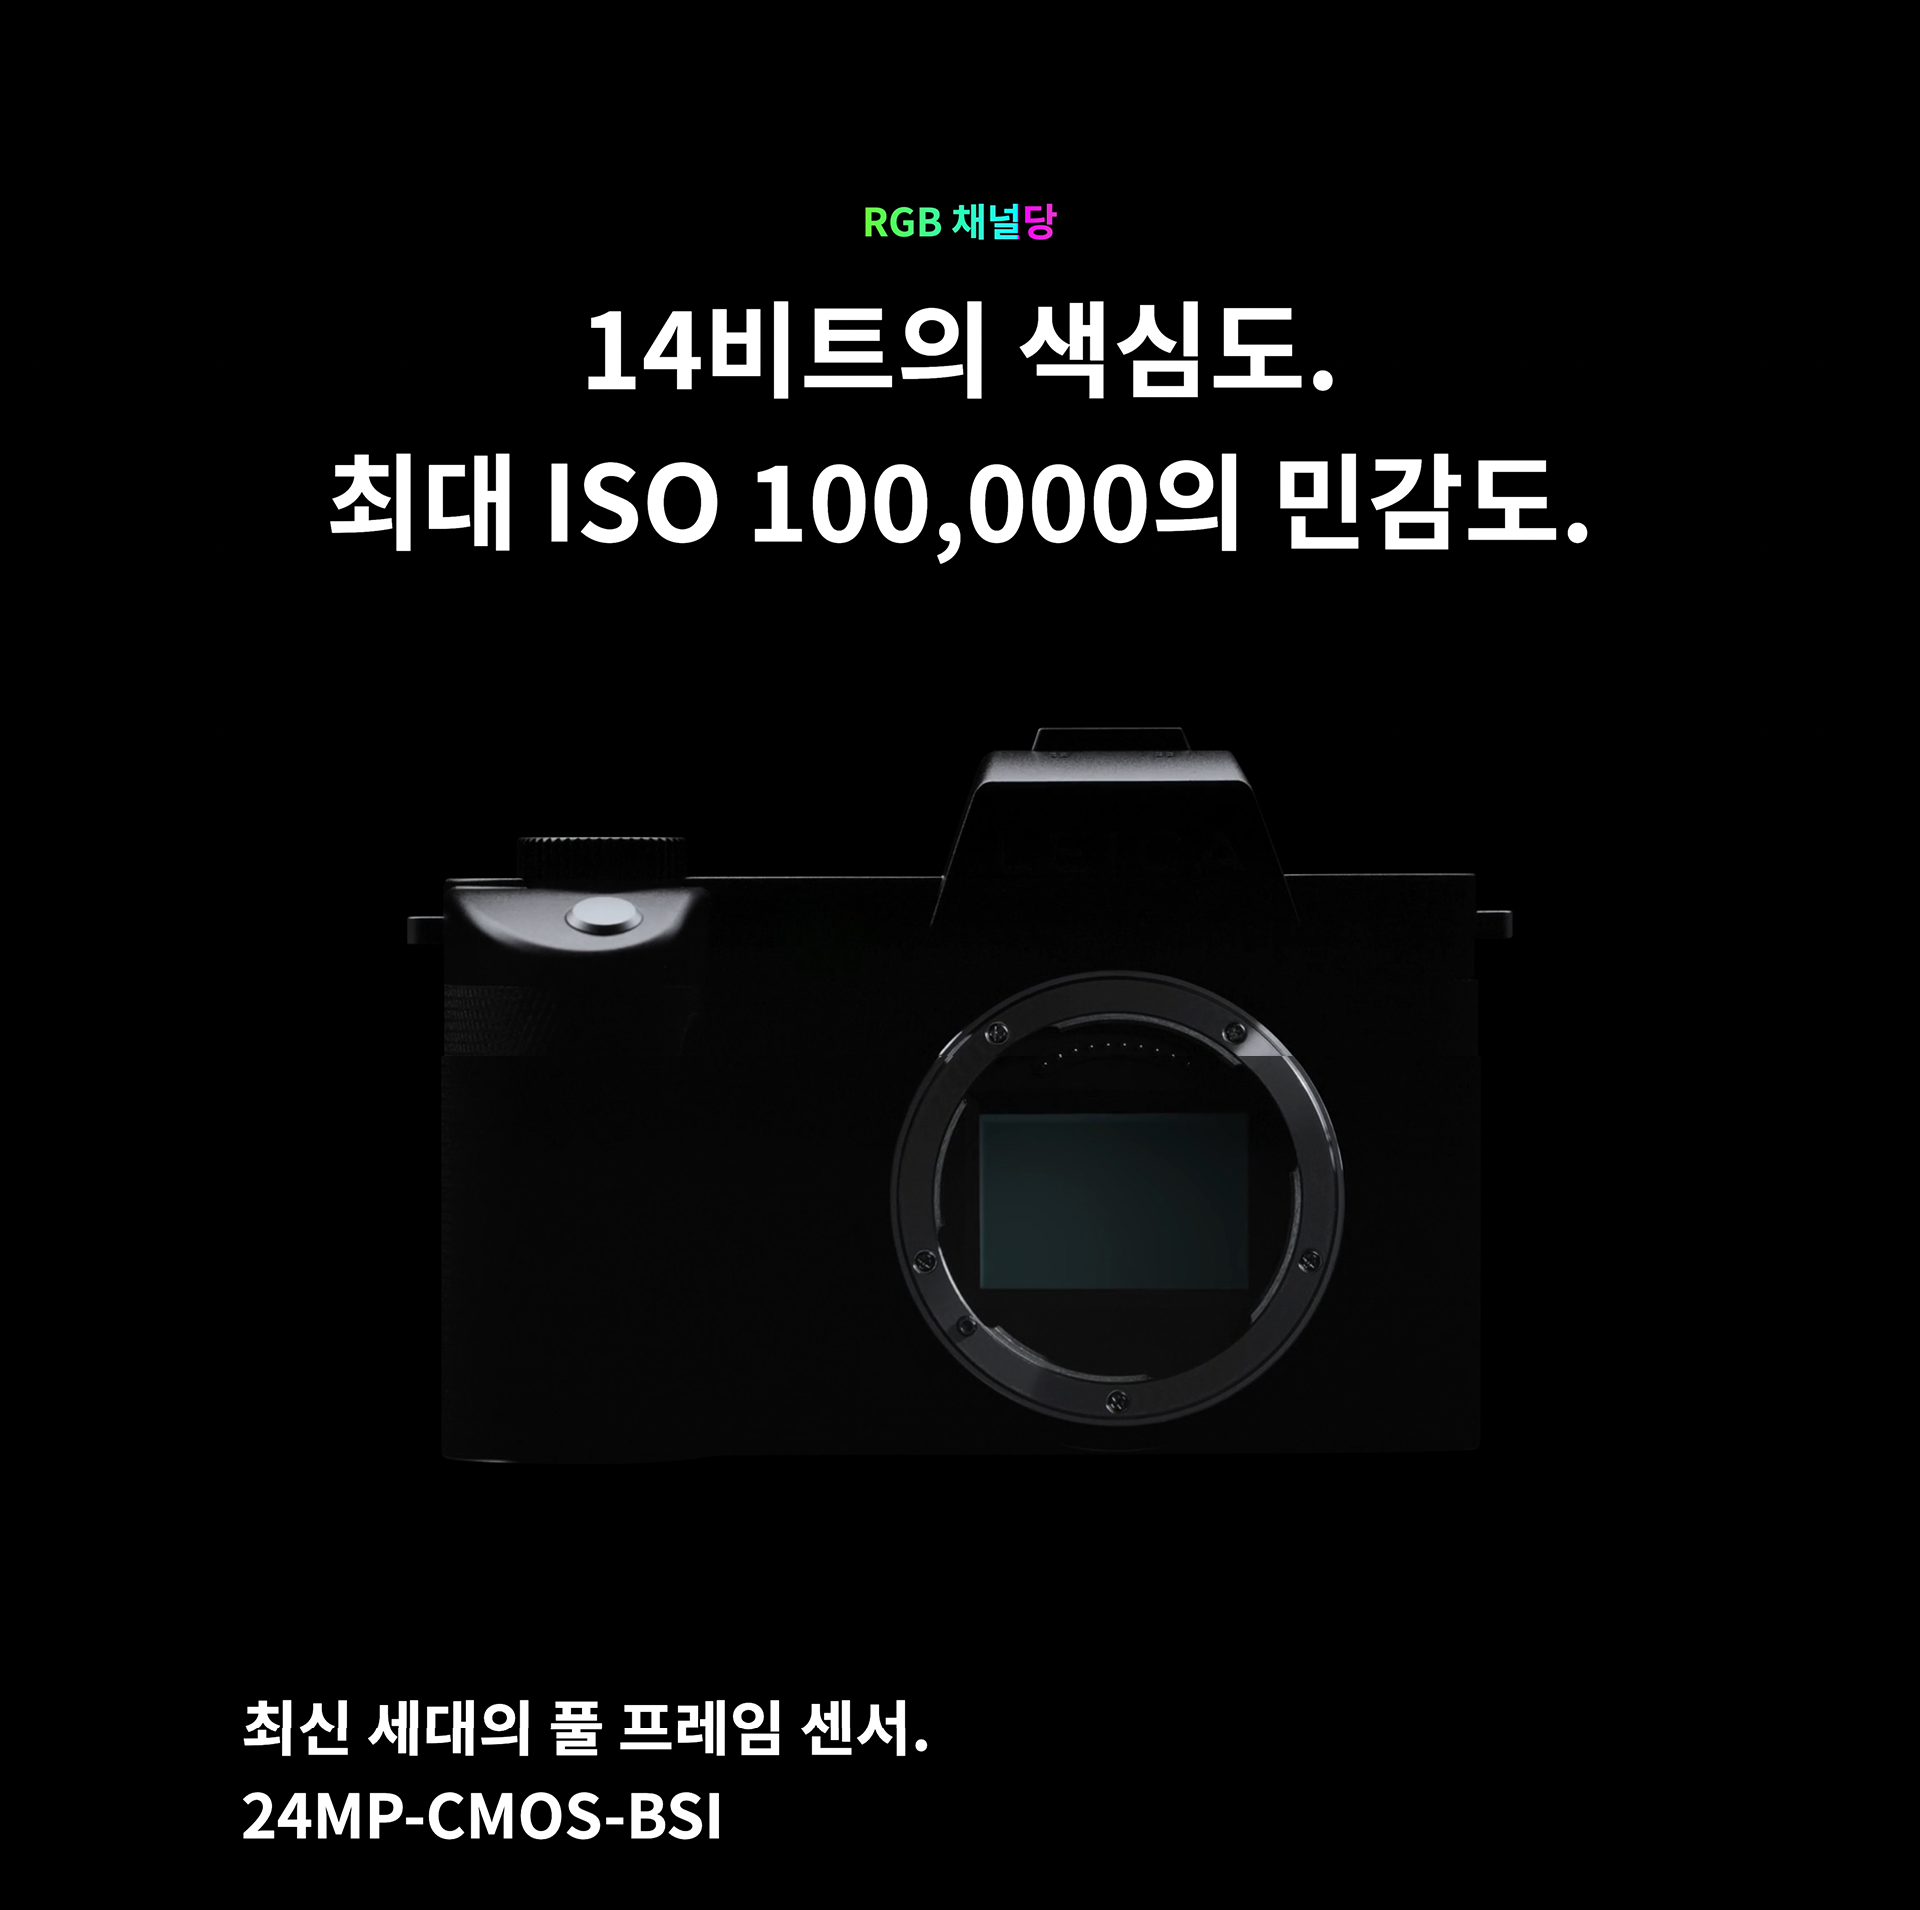 RGB 채널당
14비트의 색심도.
최대 ISO 100,000의 민감도.
최신 세대의 풀 프레임 센서.
24MP-CMOS-BSI